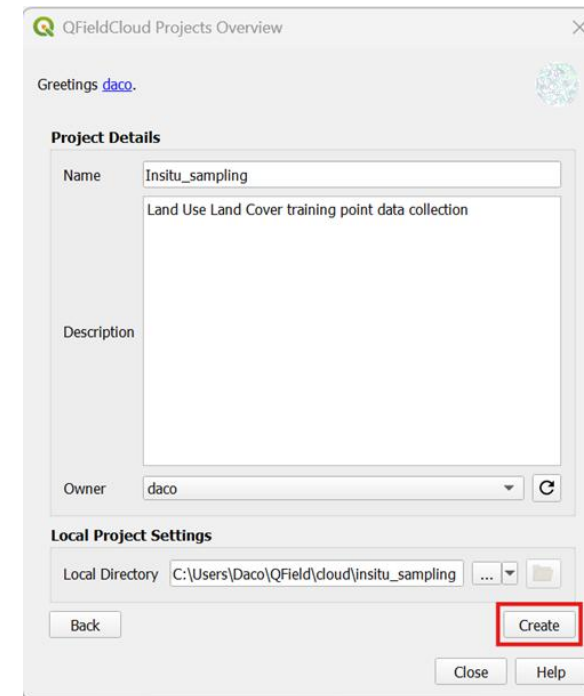 QFieldCloud Projects Overview
Greetings daco.
Project Details
Name Insitu_sampling
Land Use Land Cover training point data collection
Description
Owner daco
Local Project Settings
Local Directory C:\Users\Daco\QField\cloud\insitu_sampling ...
Back Create
Close Help